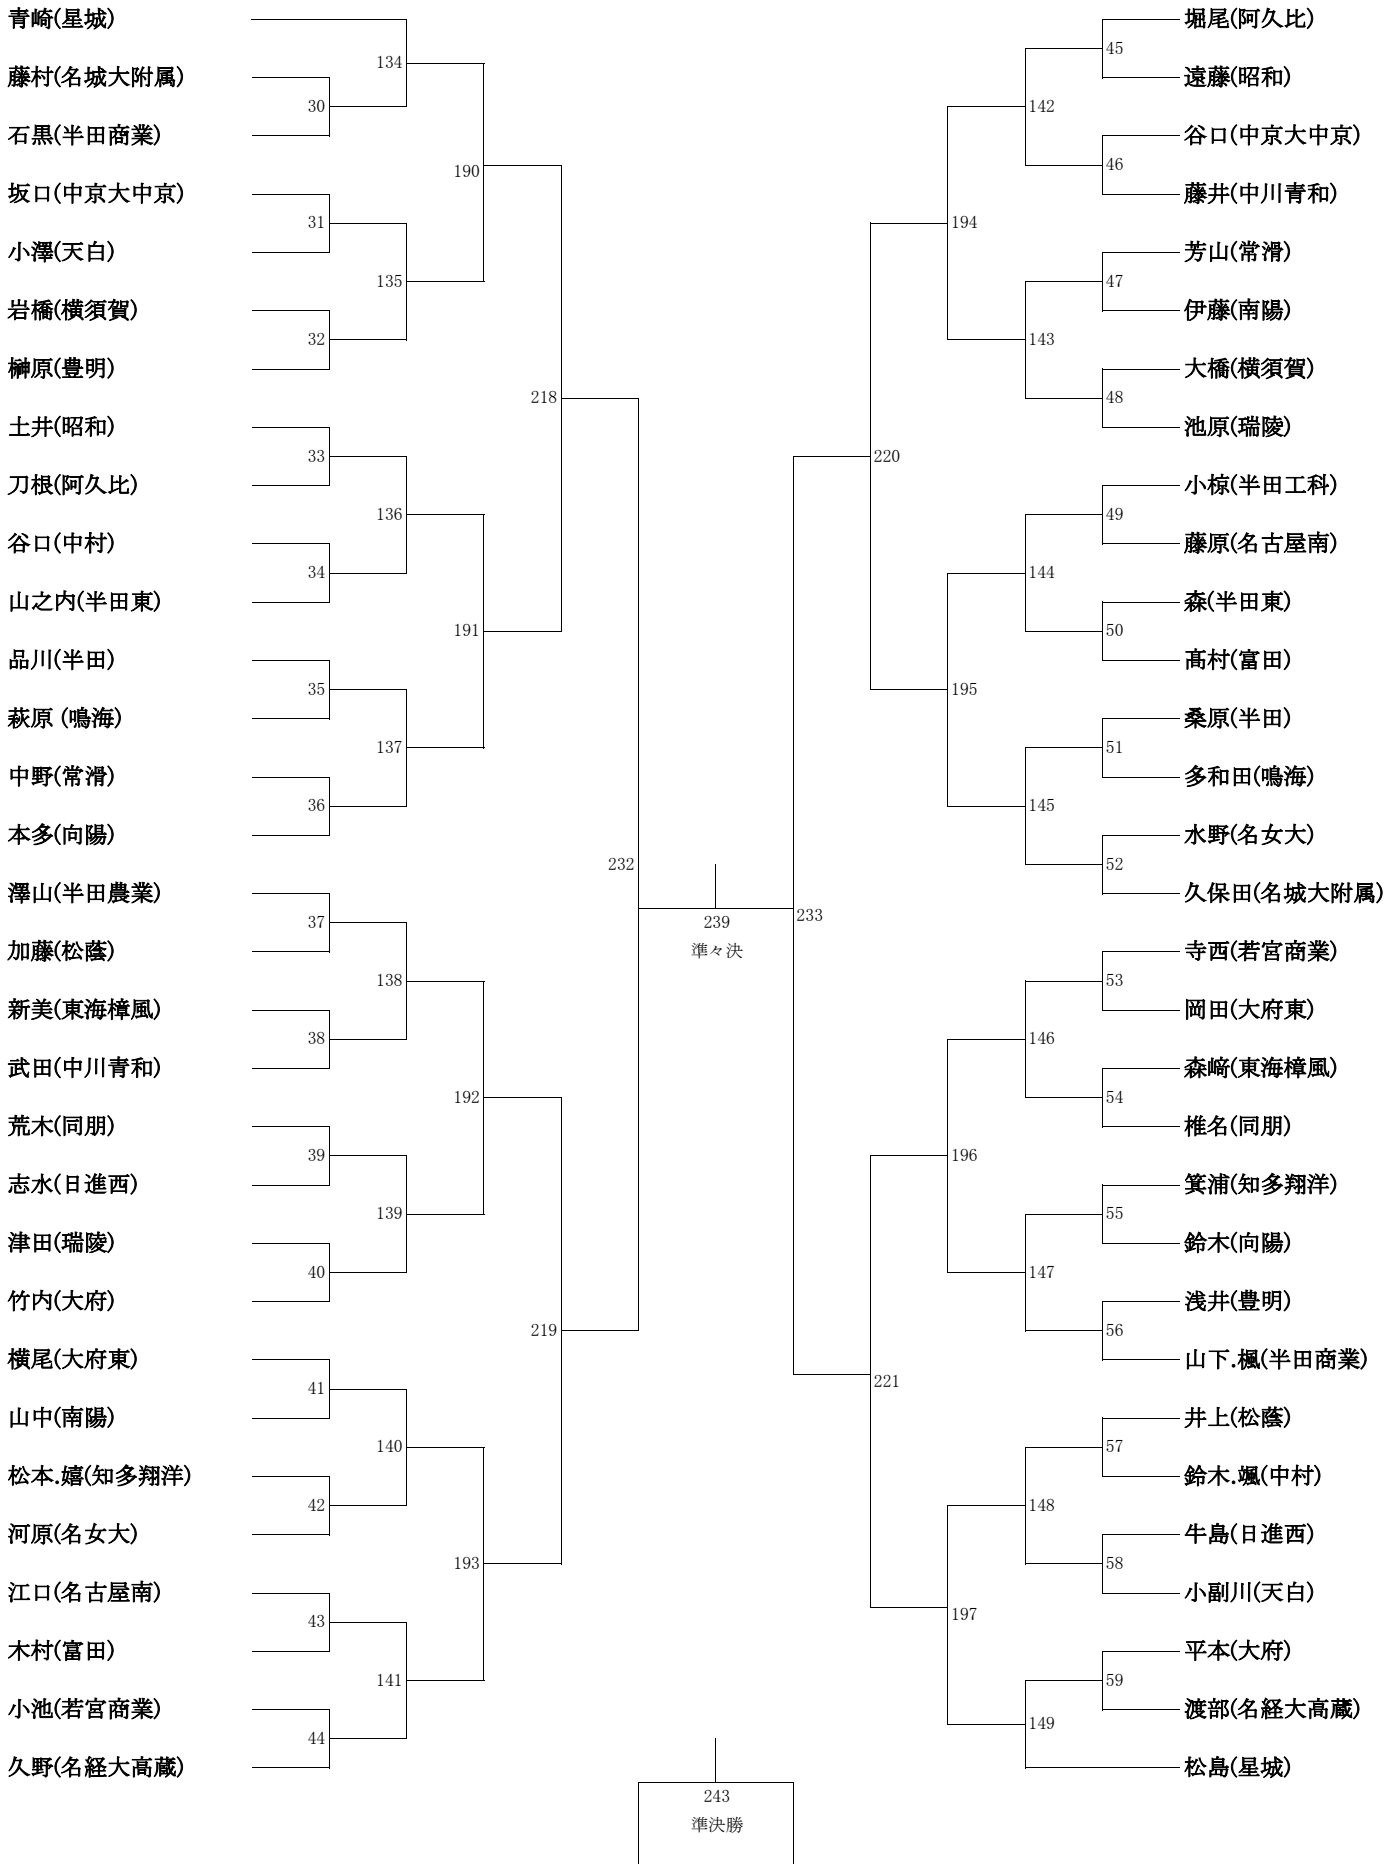 青崎(星城)
藤村(名城大附属)
石黒(半田商業)
坂口(中京大中京)
小澤(天白)
岩橋(横須賀)
榊原(豊明)
土井(昭和)
刀根(阿久比)
谷口(中村)
山之内(半田東)
品川(半田)
萩原 (鳴海)
中野(常滑)
本多(向陽)
澤山(半田農業)
加藤(松蔭)
新美(東海樟風)
武田(中川青和)
荒木(同朋)
志水(日進西)
津田(瑞陵)
竹内(大府)
横尾(大府東)
山中(南陽)
松本.嬉(知多翔洋)
河原(名女大)
江口(名古屋南)
木村(富田)
小池(若宮商業)
久野(名経大高蔵)
30
31
32
33
34
35
36
37
38
39
40
41
42
43
44
134
135
136
137
138
139
140
141
190
191
192
193
218
219
232
239
準々決
243
準決勝
233
220
221
194
195
196
197
142
143
144
145
146
147
148
149
45
46
47
48
49
50
51
52
53
54
55
56
57
58
59
堀尾(阿久比)
遠藤(昭和)
谷口(中京大中京)
藤井(中川青和)
芳山(常滑)
伊藤(南陽)
大橋(横須賀)
池原(瑞陵)
小椋(半田工科)
藤原(名古屋南)
森(半田東)
髙村(富田)
桑原(半田)
多和田(鳴海)
水野(名女大)
久保田(名城大附属)
寺西(若宮商業)
岡田(大府東)
森﨑(東海樟風)
椎名(同朋)
箕浦(知多翔洋)
鈴木(向陽)
浅井(豊明)
山下.楓(半田商業)
井上(松蔭)
鈴木.颯(中村)
牛島(日進西)
小副川(天白)
平本(大府)
渡部(名経大高蔵)
松島(星城)